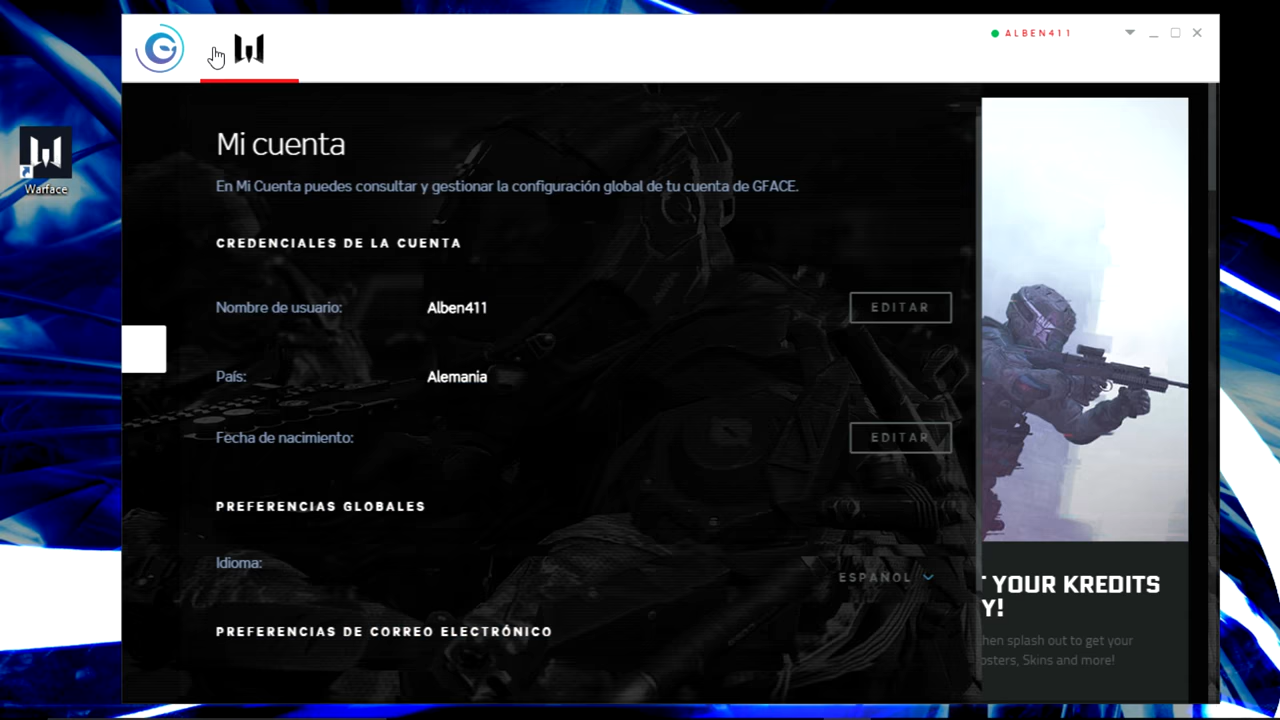 ALBEN411
Warface
Mi cuenta
En Mi Cuenta puedes consultar y gestionar la configuración global de tu cuenta de GFACE.
CREDENCIALES DE LA CUENTA
Nombre de usuario: Alben411 EDITAR
País: Alemania
Fecha de nacimiento: EDITAR
PREFERENCIAS GLOBALES
Idioma: ESPAÑOL
PREFERENCIAS DE CORREO ELECTRÓNICO
YOUR KREDITS
Y!
then splash out to get your
osters, Skins and more!